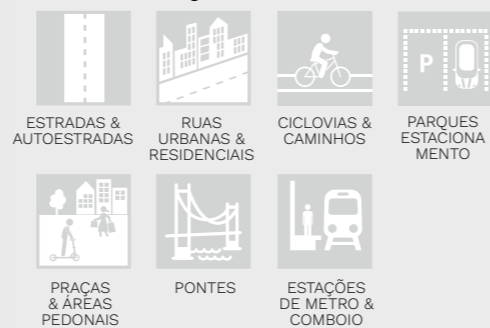 ESTRADAS &
AUTOESTRADAS
RUAS
URBANAS &
RESIDENCIAIS
CICLOVIAS &
CAMINHOS
P
PARQUES
ESTACIONA
MENTO
PRAÇAS
& ÁREAS
PEDONAIS
PONTES
ESTAÇÕES
DE METRO &
COMBOIO